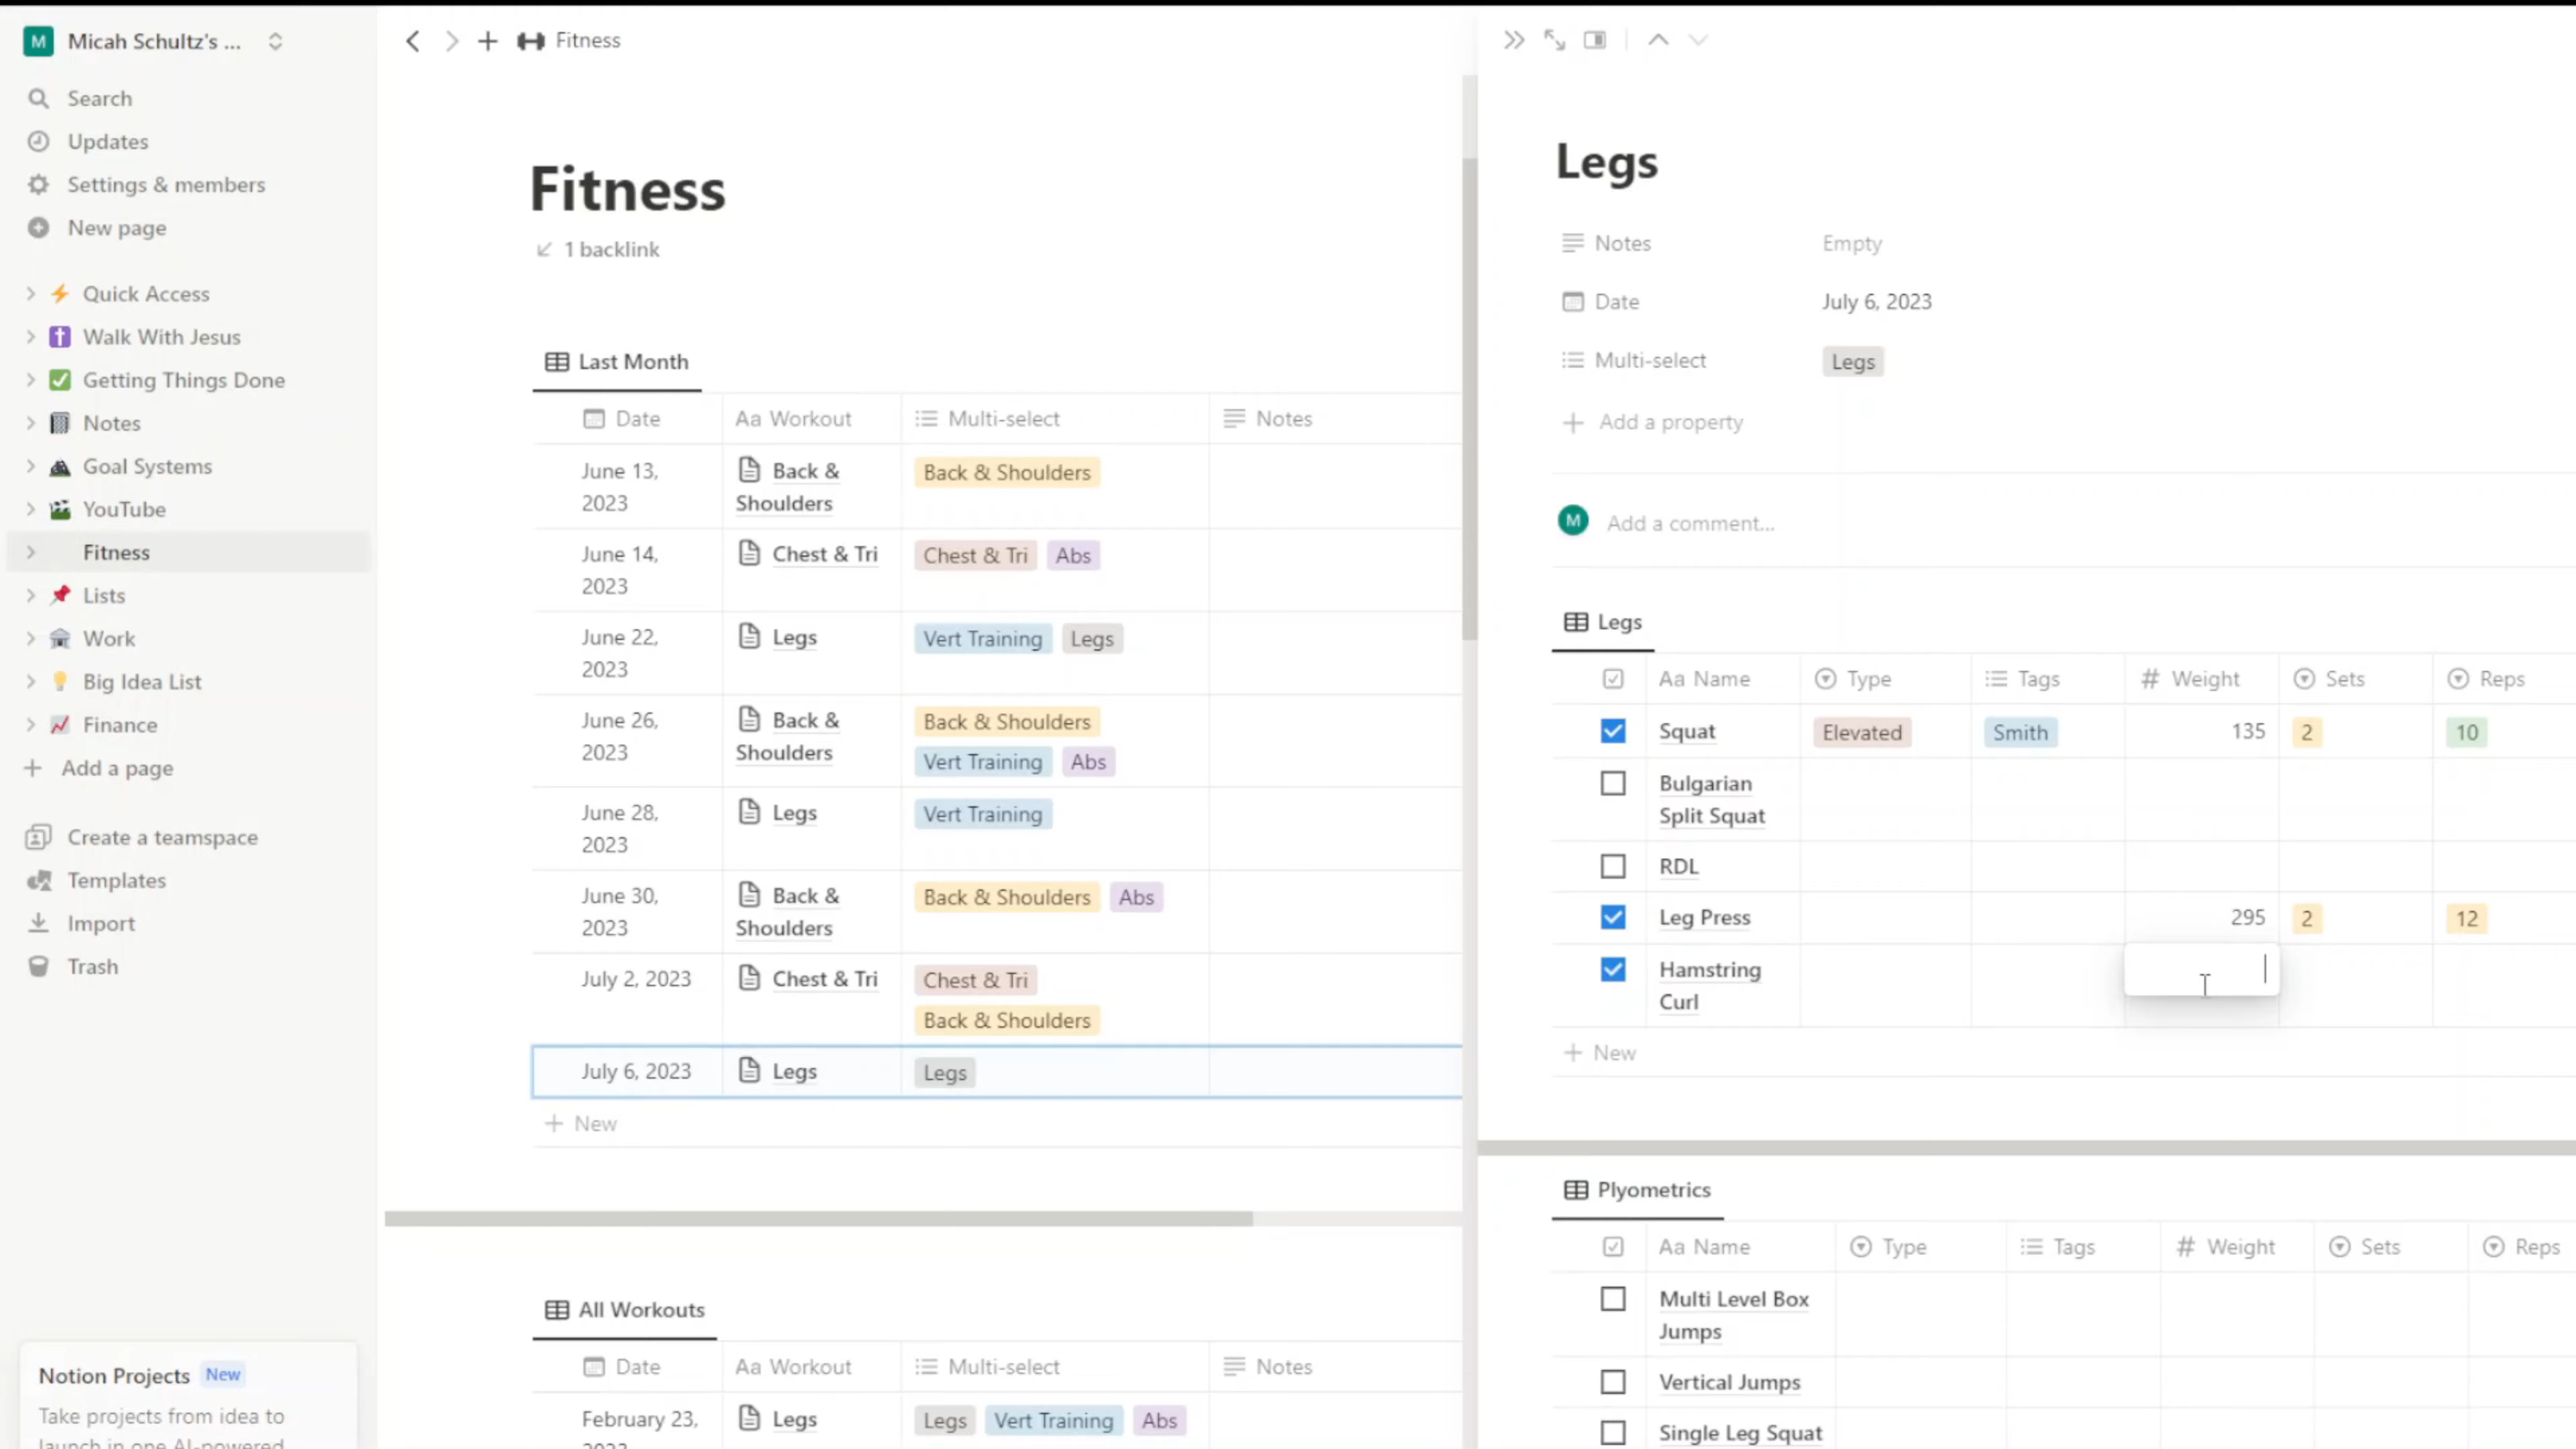 M Micah Schultz's ...
Search
Updates
Settings & members
New page
Quick Access
Walk With Jesus
Getting Things Done
Notes
Goal Systems
YouTube
Fitness
Lists
Work
Big Idea List
Finance
Add a page
Create a teamspace
Templates
Import
Trash
Notion Projects New
Take projects from idea to
launch in one AI-powered
Fitness
Fitness
1 backlink
Last Month
Date Aa Workout Multi-select Notes
June 13,
2023
Back &
Shoulders
Back & Shoulders
June 14,
2023
Chest & Tri
Chest & Tri Abs
June 22,
2023
Legs
Vert Training Legs
June 26,
2023
Back &
Shoulders
Back & Shoulders
Vert Training Abs
June 28,
2023
Legs
Vert Training
June 30,
2023
Back &
Shoulders
Back & Shoulders Abs
July 2, 2023
Chest & Tri
Chest & Tri
Back & Shoulders
July 6, 2023 Legs Legs
New
All Workouts
Date Aa Workout Multi-select Notes
February 23,
2023
Legs
Legs Vert Training Abs
Legs
Notes Empty
Date July 6, 2023
Multi-select Legs
Add a property
M Add a comment...
Legs
Aa Name Type Tags # Weight Sets Reps
Squat Elevated Smith 135 2 10
Bulgarian
Split Squat
RDL
Leg Press 295 2 12
Hamstring
Curl
New
Plyometrics
Aa Name Type Tags # Weight Sets Reps
Multi Level Box
Jumps
Vertical Jumps
Single Leg Squat